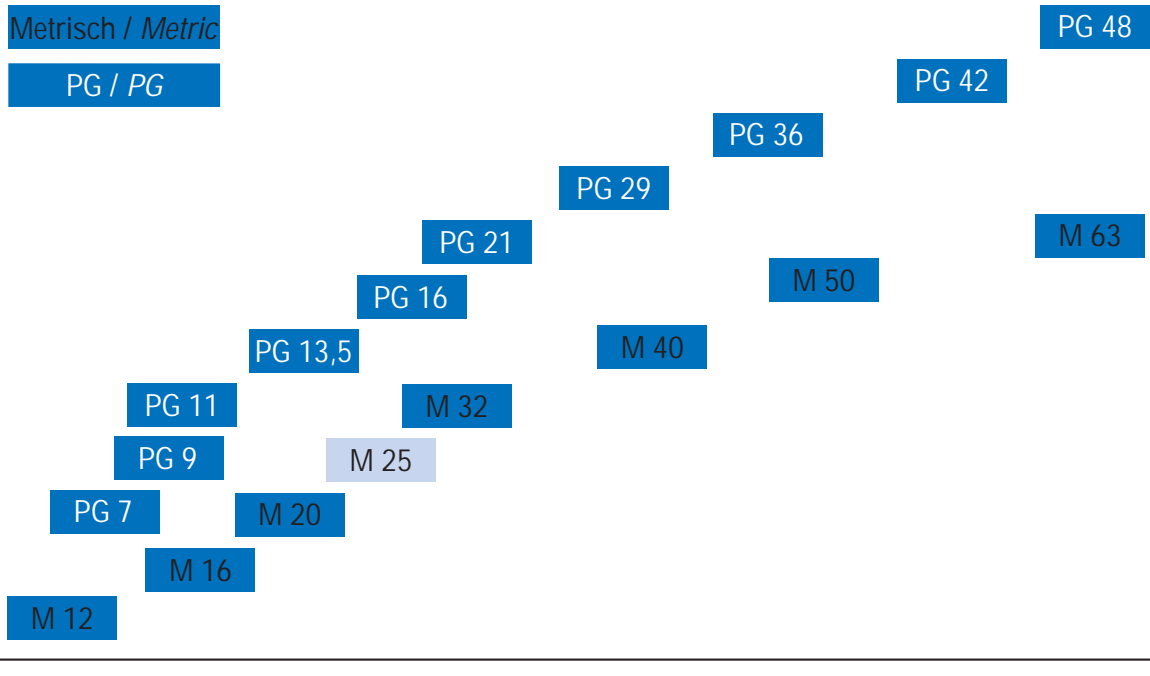 Metrisch / Metric
PG 48
PG / PG
PG 42
PG 36
PG 29
PG 21
M 63
PG 16
M 50
PG 13,5
M 40
PG 11
M 32
PG 9
M 25
PG 7
M 20
M 16
M 12